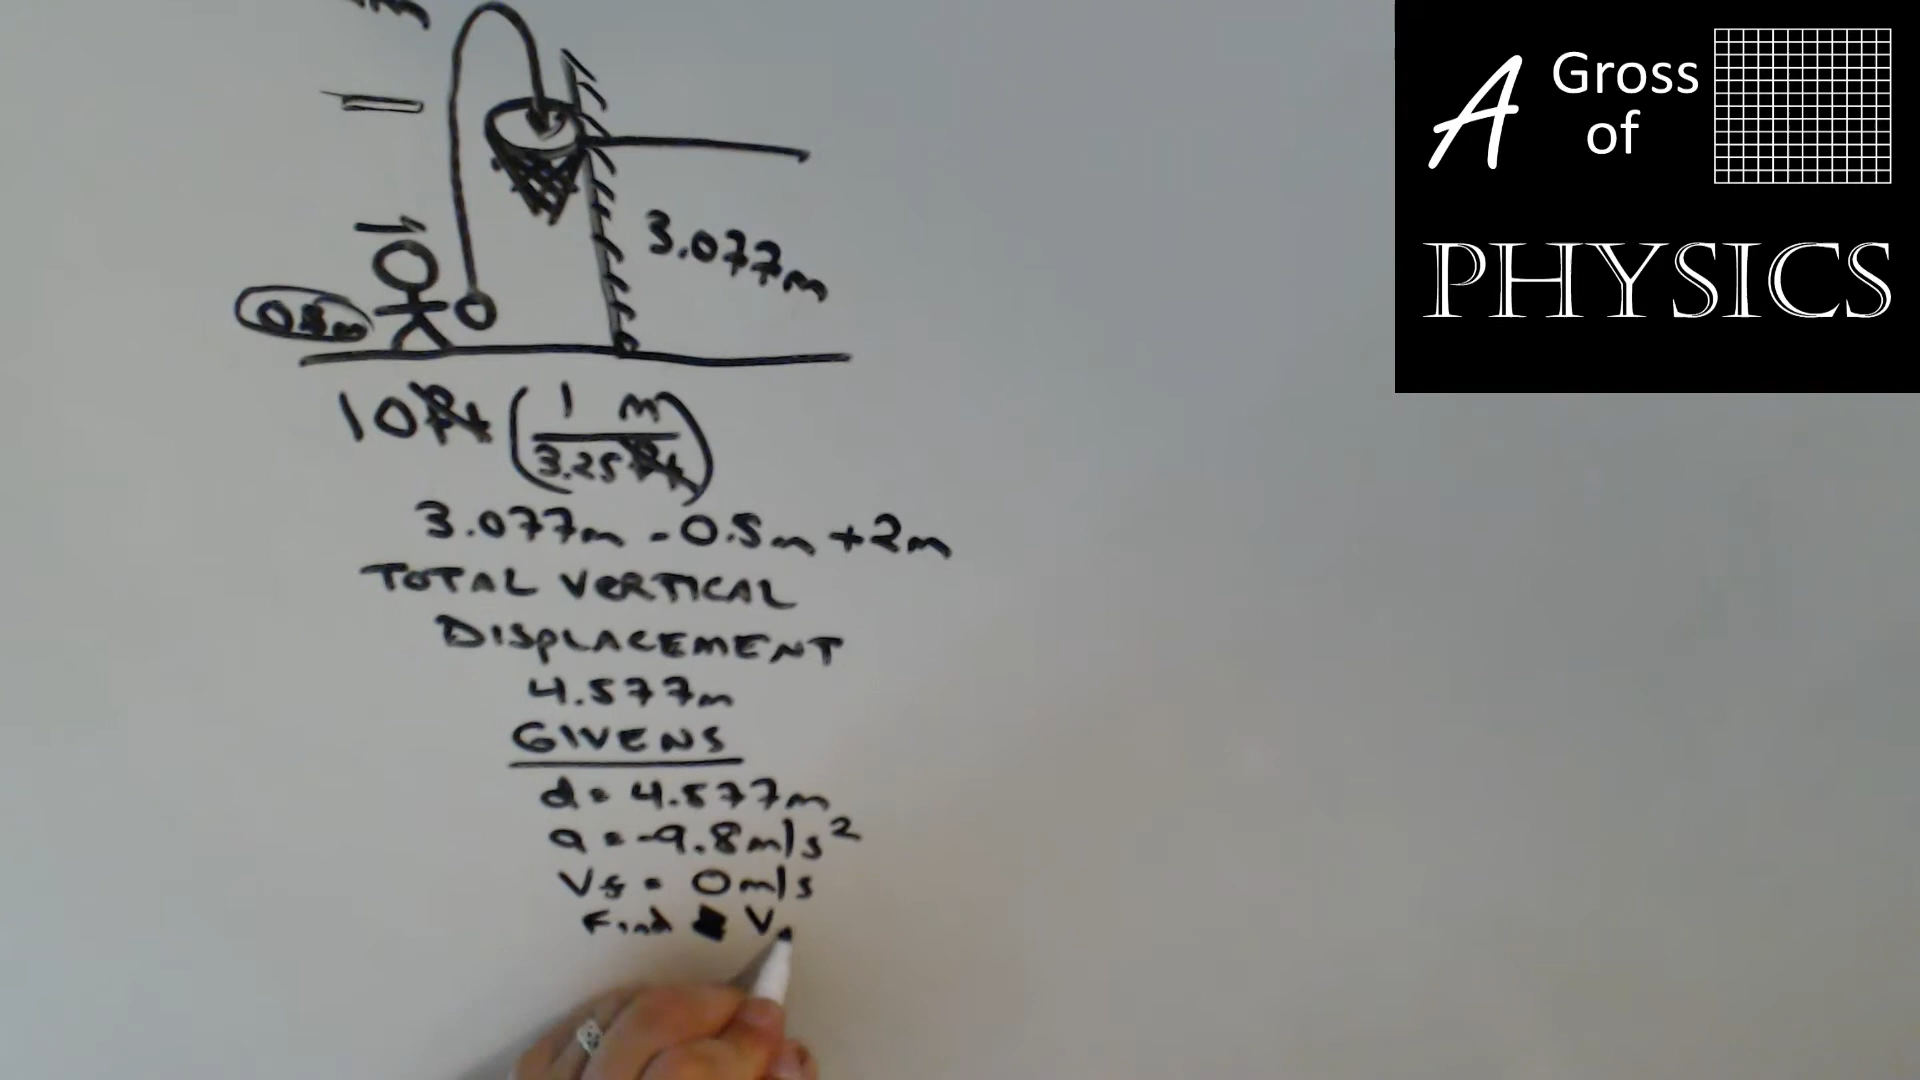 A Gross
of
PHYSICS
3.077m
0.5m
10ft (1 m
3.25ft)
3.077m - 0.5m + 2m
TOTAL VERTICAL
DISPLACEMENT
4.577m
GIVENS
d = 4.577m
a = -9.8m/s²
Vf = 0m/s
Find V